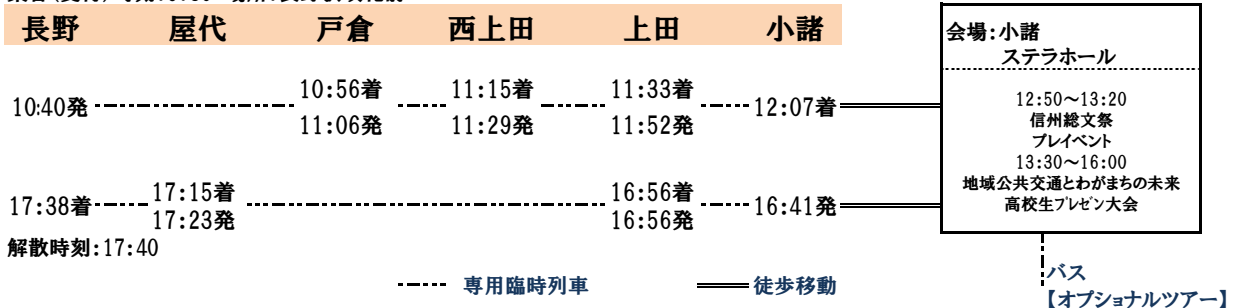 長野 屋代 戸倉 西上田 上田 小諸
10:40発 10:56着 11:15着 11:33着 12:07着
11:06発 11:29発 11:52発
17:38着 17:15着 16:56着 16:41発
17:23発 16:56発
解散時刻:17:40
専用臨時列車 徒歩移動
会場:小諸
ステラホール
12:50～13:20
信州総文祭
プレイベント
13:30～16:00
地域公共交通とわがまちの未来
高校生プレゼン大会
バス
【オプショナルツアー】